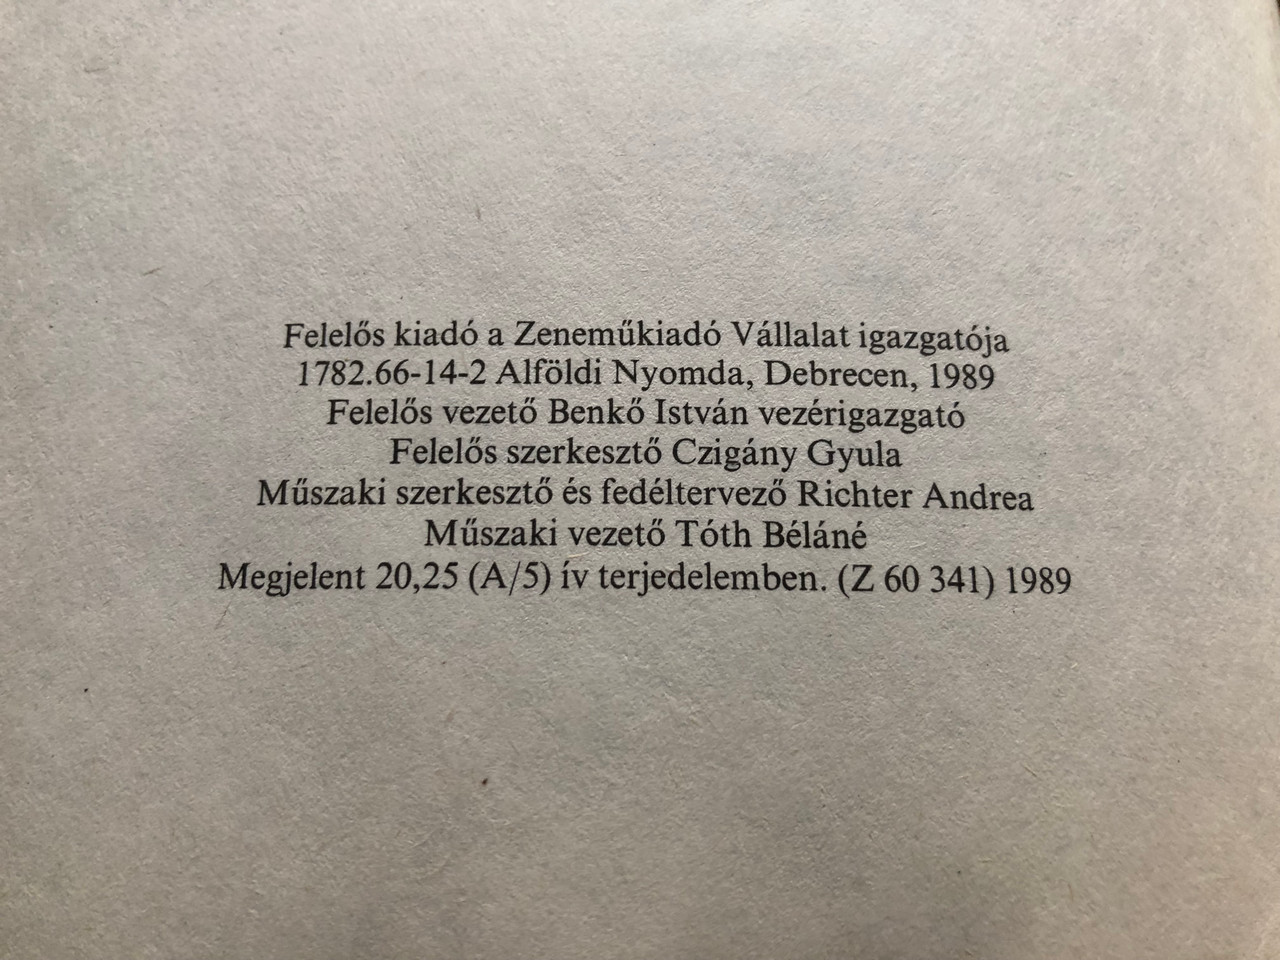 Felelős kiadó a Zeneműkiadó Vállalat igazgatója
1782.66-14-2 Alföldi Nyomda, Debrecen, 1989
Felelős vezető Benkő István vezérigazgató
Felelős szerkesztő Czigány Gyula
Műszaki szerkesztő és fedéltervező Richter Andrea
Műszaki vezető Tóth Béláné
Megjelent 20,25 (A/5) ív terjedelemben. (Z 60 341) 1989